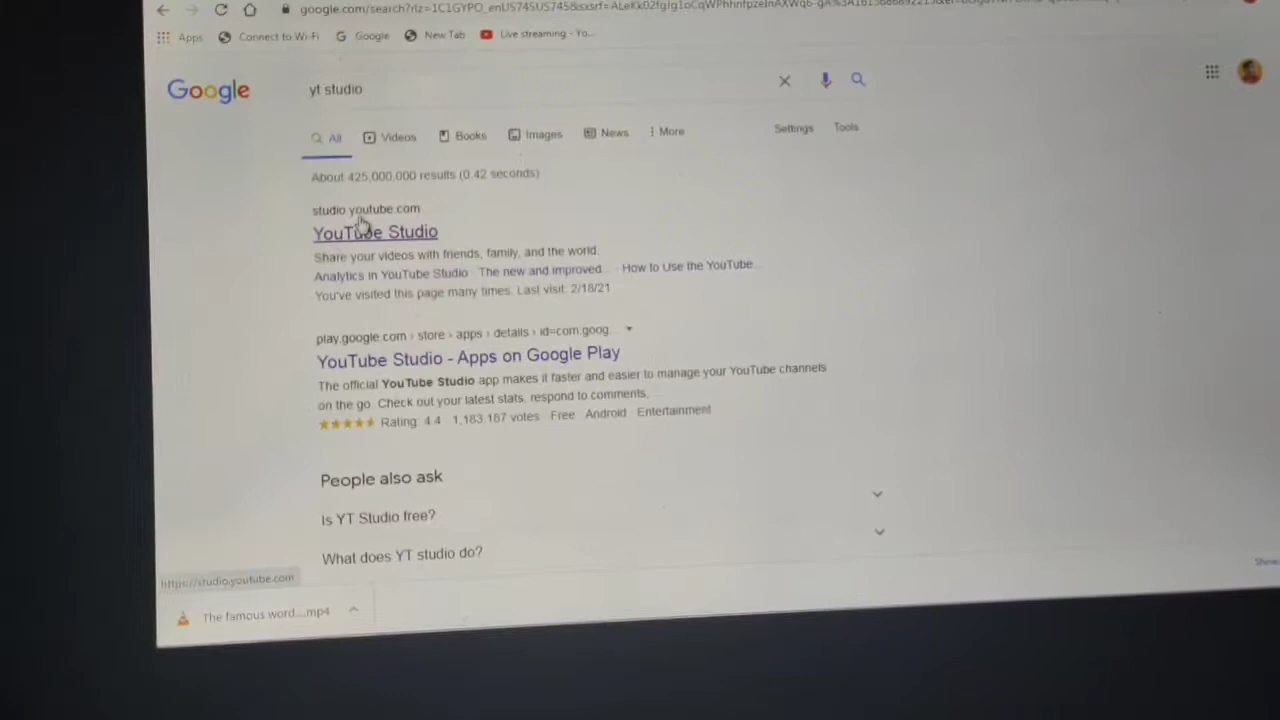 google.com/search?rlz=1C1GYPO_enUS745US745&sxsrf=
Apps Connect to Wi-Fi Google New Tab Live streaming - Yo...
Google
yt studio
All Videos Books Images News More Settings Tools
About 425,000,000 results (0.42 seconds)
studio.youtube.com
YouTube Studio
Share your videos with friends, family, and the world.
Analytics in YouTube Studio · The new and improved... · How to Use the YouTube...
You've visited this page many times. Last visit: 2/18/21
play.google.com › store › apps › details › id=com.goog...
YouTube Studio - Apps on Google Play
The official YouTube Studio app makes it faster and easier to manage your YouTube channels
on the go. Check out your latest stats, respond to comments, ...
Rating: 4.4 · 1,183,187 votes · Free · Android · Entertainment
People also ask
Is YT Studio free?
What does YT studio do?
https://studio.youtube.com
The famous word....mp4
Show